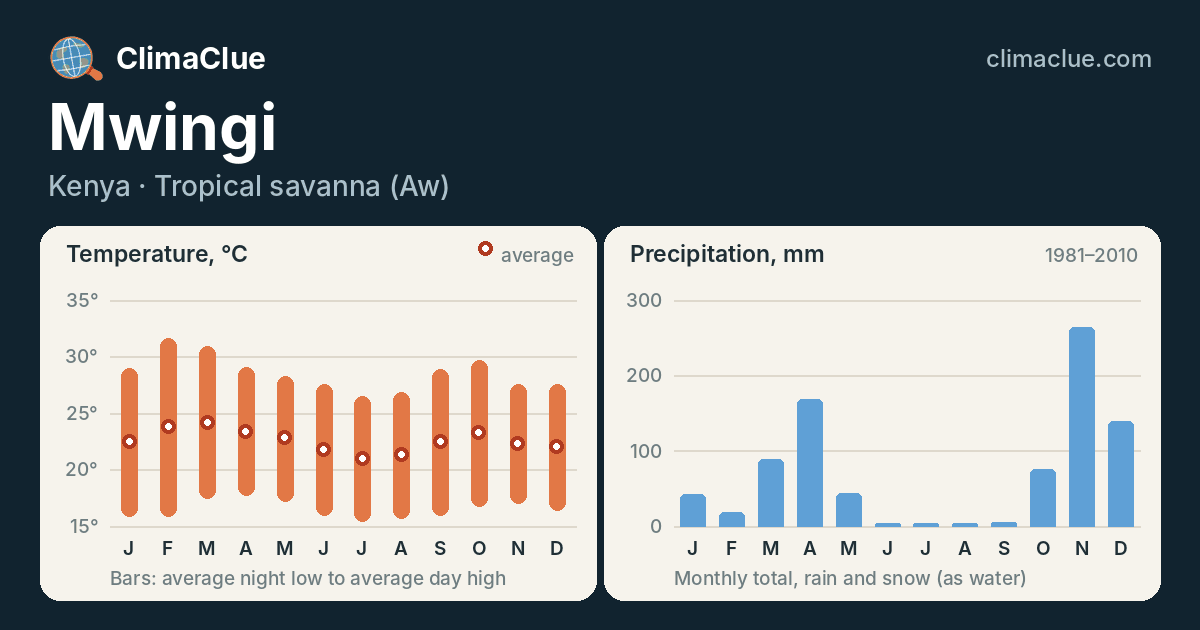 ClimaClue
climaclue.com
Mwingi
Kenya · Tropical savanna (Aw)
Temperature, °C
average
35°
30°
25°
20°
15°
J F M A M J J A S O N D
Bars: average night low to average day high
Precipitation, mm
1981–2010
300
200
100
0
J F M A M J J A S O N D
Monthly total, rain and snow (as water)